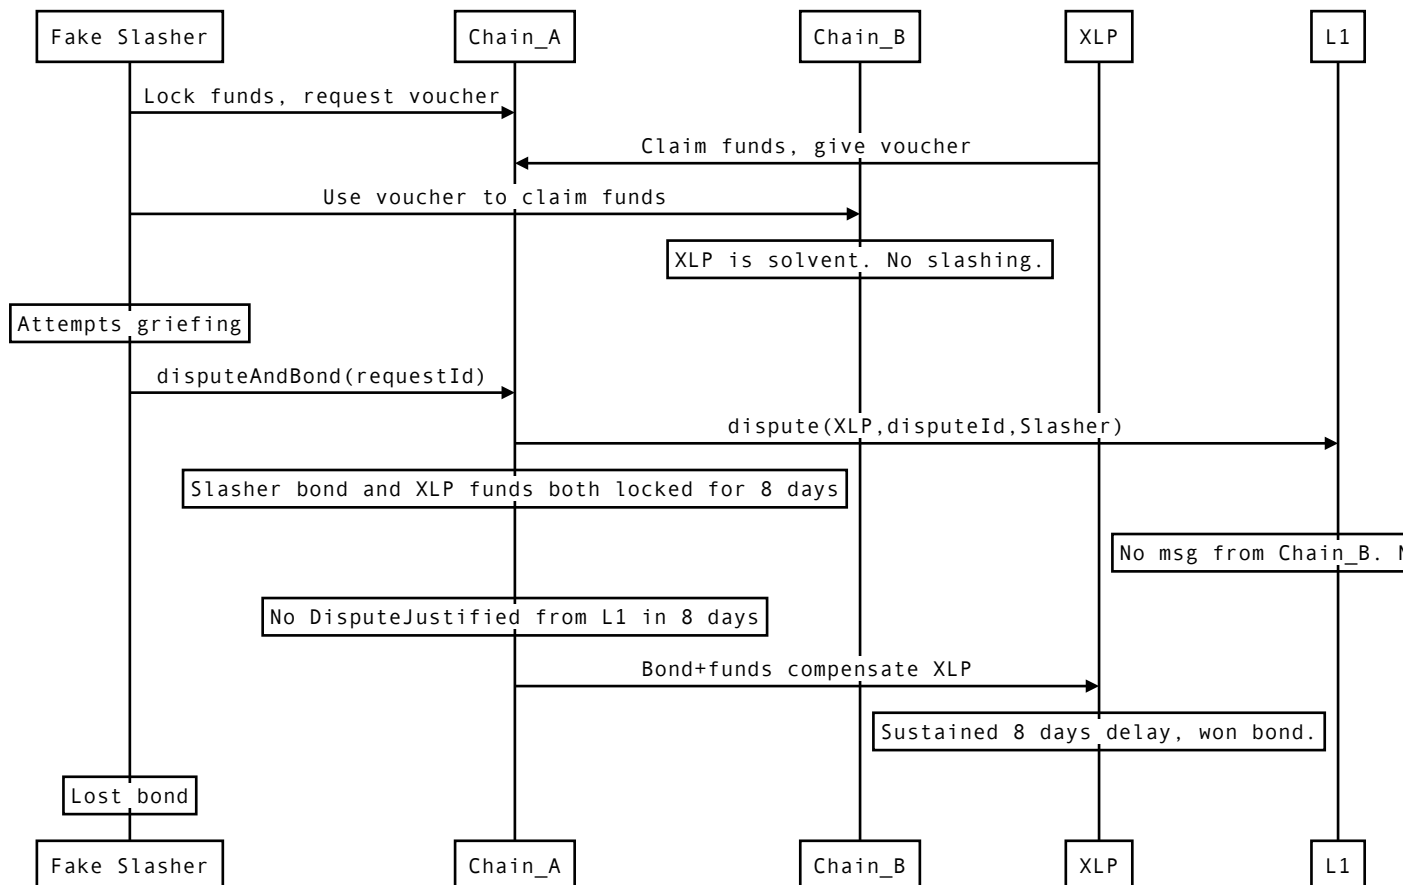 Fake Slasher
Chain_A
Chain_B
XLP
L1
Lock funds, request voucher
Claim funds, give voucher
Use voucher to claim funds
XLP is solvent. No slashing.
Attempts griefing
disputeAndBond(requestId)
dispute(XLP,disputeId,Slasher)
Slasher bond and XLP funds both locked for 8 days
No msg from Chain_B.
No DisputeJustified from L1 in 8 days
Bond+funds compensate XLP
Sustained 8 days delay, won bond.
Lost bond
Fake Slasher
Chain_A
Chain_B
XLP
L1